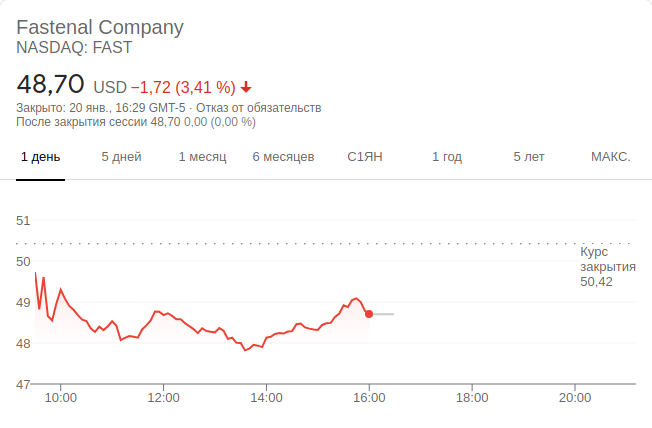 Fastenal Company
NASDAQ: FAST
48,70 USD −1,72 (3,41 %)
Закрыто: 20 янв., 16:29 GMT-5 · Отказ от обязательств
После закрытия сессии 48,70 0,00 (0,00 %)
1 день 5 дней 1 месяц 6 месяцев С1ЯН 1 год 5 лет МАКС.
51
50
49
48
47
Курс
закрытия
50,42
10:00 12:00 14:00 16:00 18:00 20:00